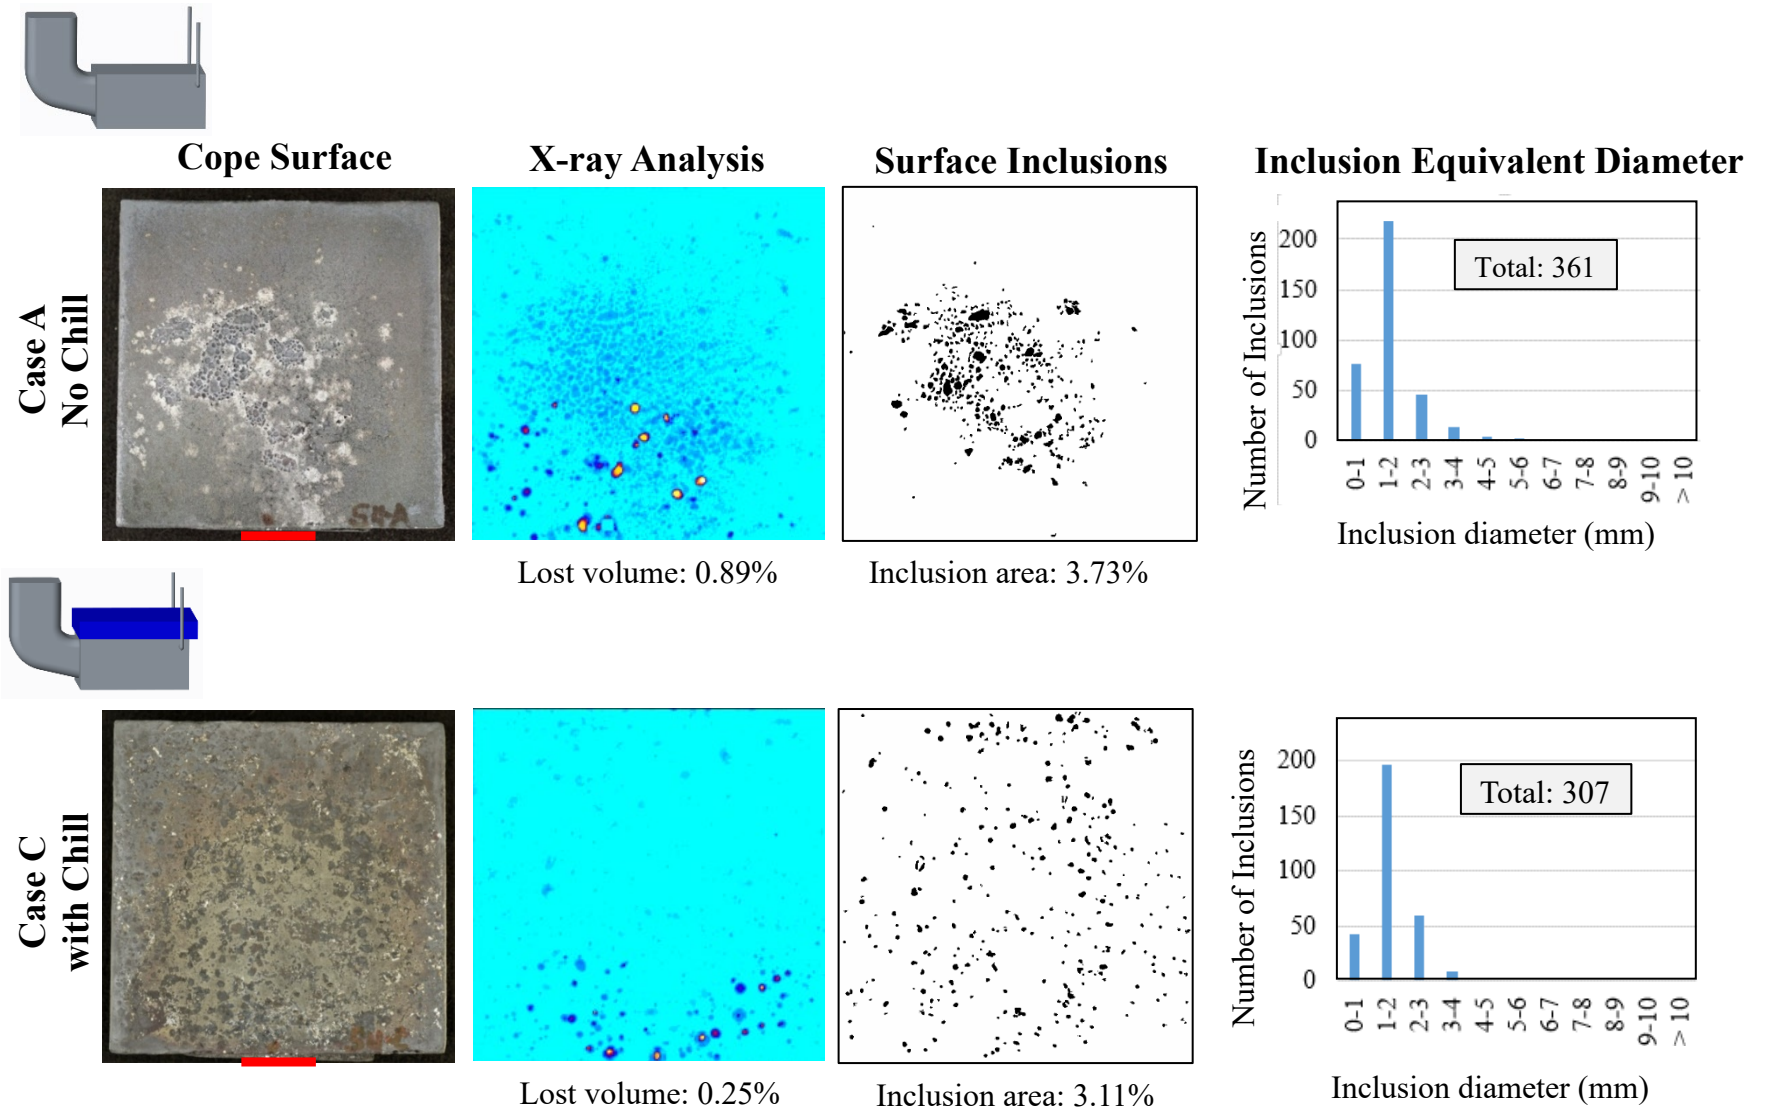 Cope Surface
X-ray Analysis
Surface Inclusions
Inclusion Equivalent Diameter
Case A
No Chill
S4-A
Number of Inclusions
200
150
100
50
0
Total: 361
0-1
1-2
2-3
3-4
4-5
5-6
6-7
7-8
8-9
9-10
> 10
Inclusion diameter (mm)
Lost volume: 0.89%
Inclusion area: 3.73%
Case C
with Chill
Number of Inclusions
200
150
100
50
0
Total: 307
0-1
1-2
2-3
3-4
4-5
5-6
6-7
7-8
8-9
9-10
> 10
Inclusion diameter (mm)
Lost volume: 0.25%
Inclusion area: 3.11%